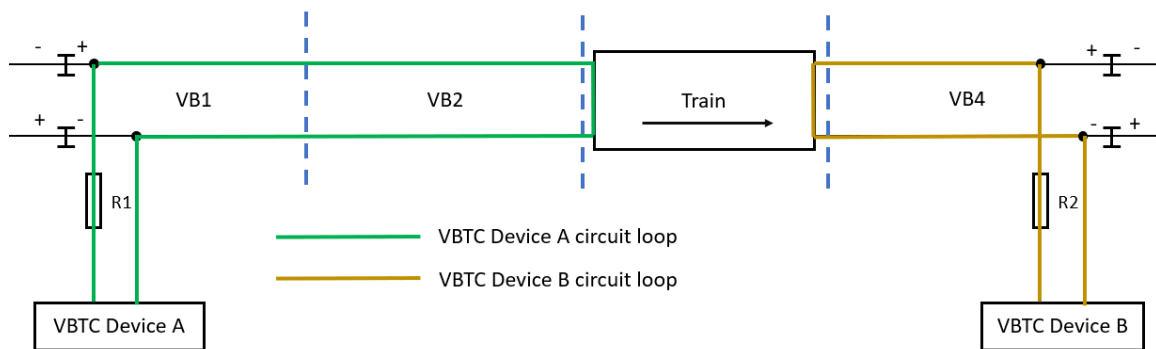 - +
+ -
VB1
VB2
Train
VB4
+ -
- +
R1
R2
VBTC Device A circuit loop
VBTC Device B circuit loop
VBTC Device A
VBTC Device B